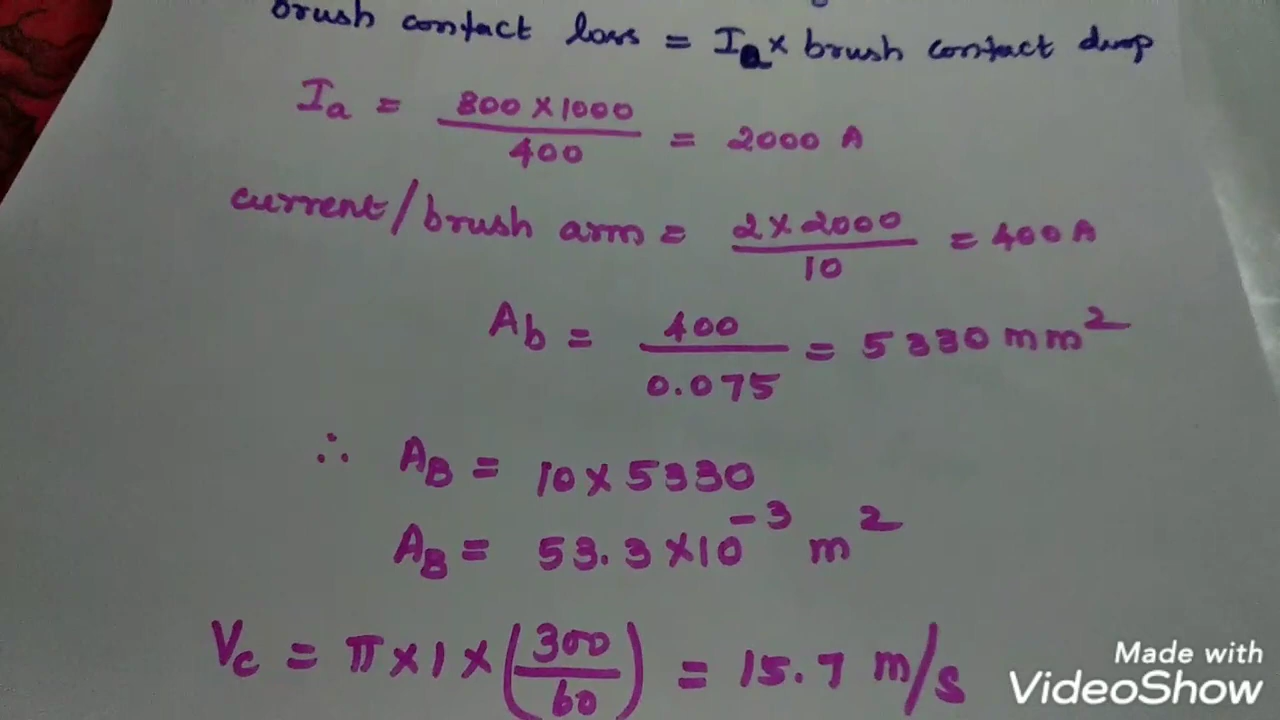 brush contact loss = Ia × brush contact drop
Ia = 800 × 1000 / 400 = 2000 A
current/brush arm = 2 × 2000 / 10 = 400 A
Ab = 400 / 0.075 = 5330 mm²
∴ AB = 10 × 5330
AB = 53.3 × 10⁻³ m²
Vc = π × 1 × (300 / 60) = 15.7 m/s
Made with
VideoShow